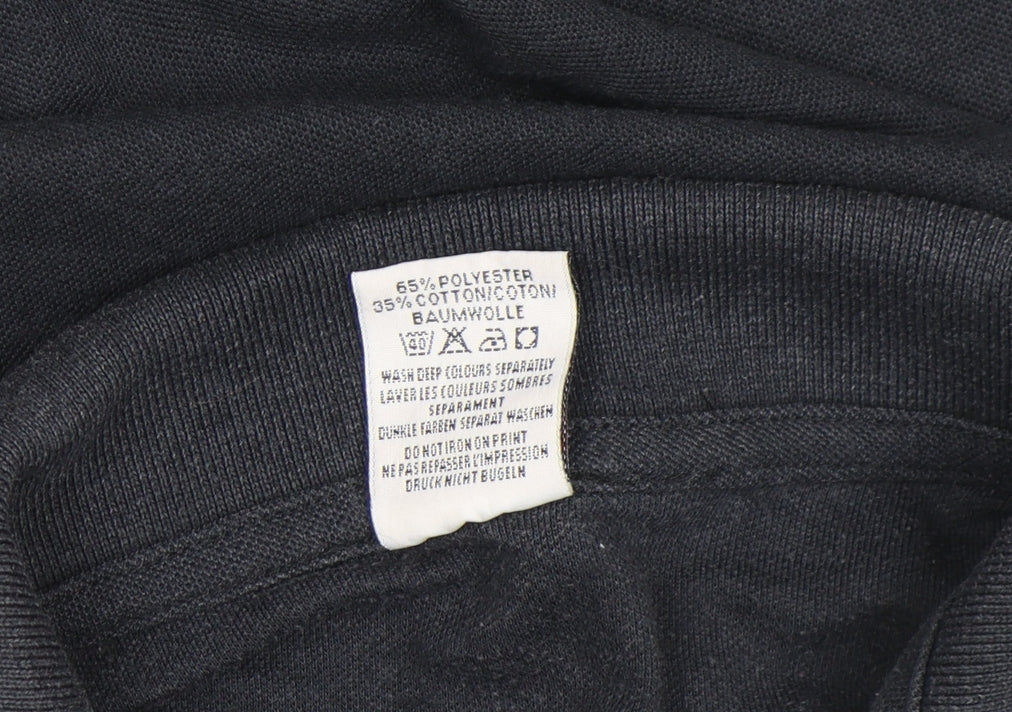 65% POLYESTER
35% COTTON/COTON/
BAUMWOLLE
40
WASH DEEP COLOURS SEPARATELY
LAVER LES COULEURS SOMBRES
SEPARAMENT
DUNKLE FARBEN SEPARAT WASCHEN
DO NOT IRON ON PRINT
NE PAS REPASSER L'IMPRESSION
DRUCK NICHT BUGELN